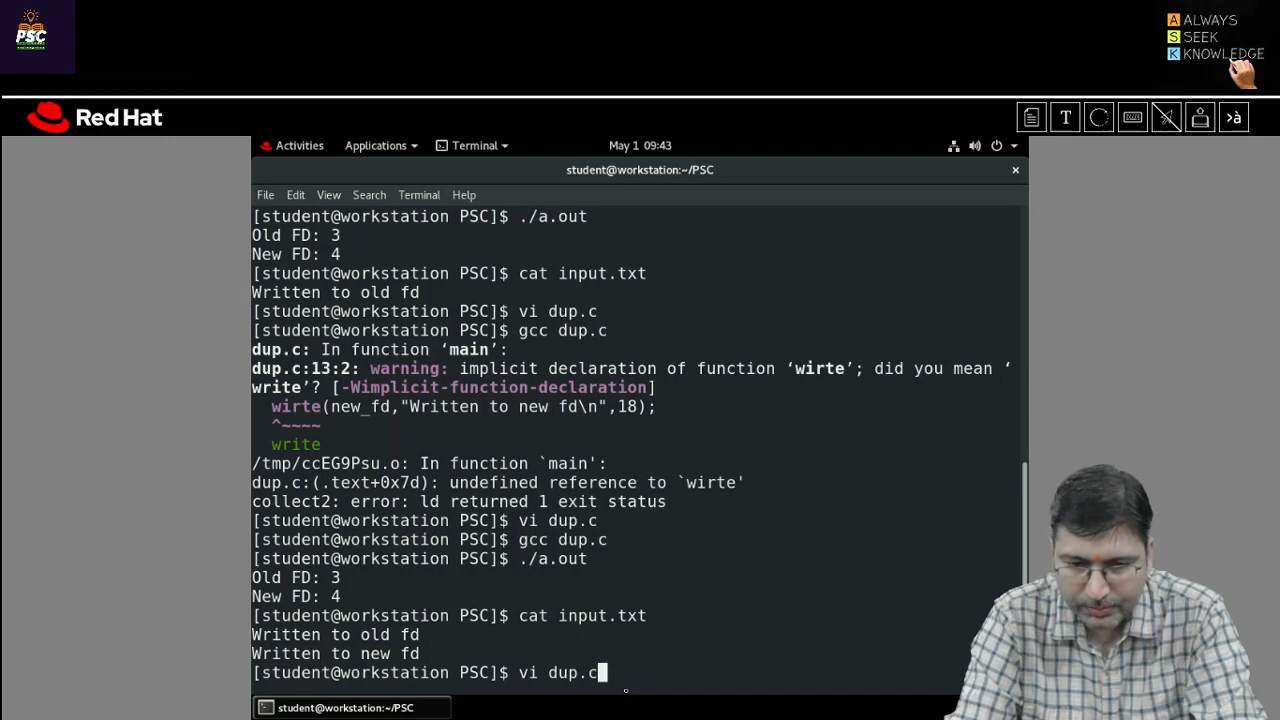 PSC
A ALWAYS
S SEEK
K KNOWLEDGE
Red Hat
T
>à
Activities Applications Terminal May 1 09:43
student@workstation:~/PSC ×
File Edit View Search Terminal Help
[student@workstation PSC]$ ./a.out
Old FD: 3
New FD: 4
[student@workstation PSC]$ cat input.txt
Written to old fd
[student@workstation PSC]$ vi dup.c
[student@workstation PSC]$ gcc dup.c
dup.c: In function ‘main’:
dup.c:13:2: warning: implicit declaration of function ‘wirte’; did you mean ‘
write’? [-Wimplicit-function-declaration]
wirte(new_fd,"Written to new fd\n",18);
^~~~~
write
/tmp/ccEG9Psu.o: In function `main':
dup.c:(.text+0x7d): undefined reference to `wirte'
collect2: error: ld returned 1 exit status
[student@workstation PSC]$ vi dup.c
[student@workstation PSC]$ gcc dup.c
[student@workstation PSC]$ ./a.out
Old FD: 3
New FD: 4
[student@workstation PSC]$ cat input.txt
Written to old fd
Written to new fd
[student@workstation PSC]$ vi dup.c
student@workstation:~/PSC